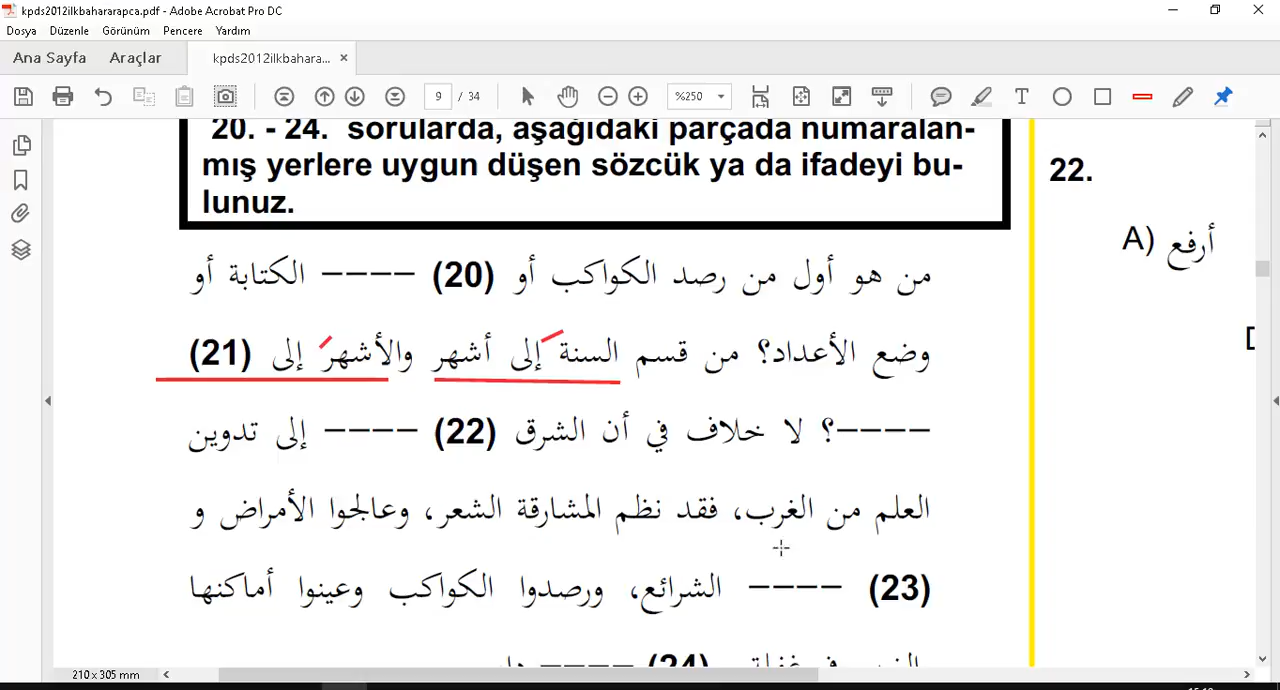 kpds2012ilkbahararapca.pdf - Adobe Acrobat Pro DC
Dosya Düzenle Görünüm Pencere Yardım
Ana Sayfa Araçlar kpds2012ilkbahara... ×
9 / 34 %250
20. - 24. sorularda, aşağıdaki parçada numaralan-
mış yerlere uygun düşen sözcük ya da ifadeyi bu-
lunuz.
من هو أول من رصد الكواكب أو (20) ---- الكتابة أو
وضع الأعداد؟ من قسم السنة إلى أشهر والأشهر إلى (21)
----؟ لا خلاف في أن الشرق (22) ---- إلى تدوين
العلم من الغرب، فقد نظم المشارقة الشعر، وعالجوا الأمراض و
(23) ---- الشرائع، ورصدوا الكواكب وعينوا أماكنها
(24) ----
22.
A) أرفع
210 x 305 mm